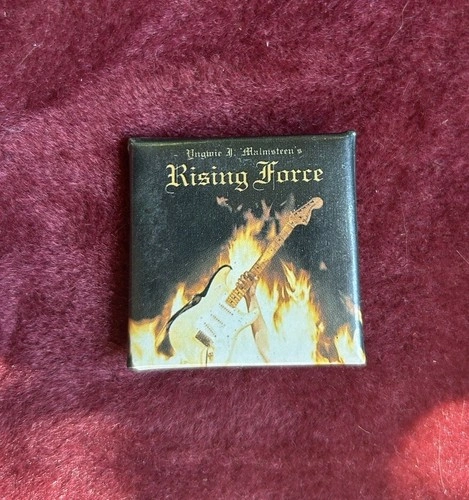 Yngwie J. Malmsteen's
Rising Force